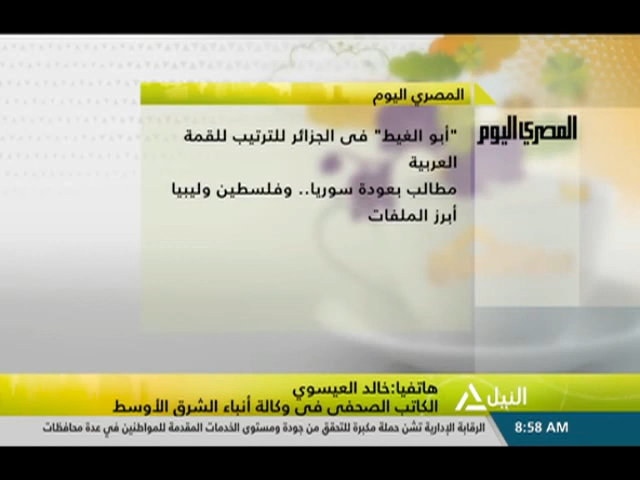 المصري اليوم
المصري اليوم
"أبو الغيط" فى الجزائر للترتيب للقمة
العربية
مطالب بعودة سوريا.. وفلسطين وليبيا
أبرز الملفات
هاتفيا:خالد العيسوي
الكاتب الصحفى فى وكالة أنباء الشرق الأوسط
النيل
الرقابة الإدارية تشن حملة مكبرة للتحقق من جودة ومستوى الخدمات المقدمة للمواطنين في عدة محافظات
8:58 AM